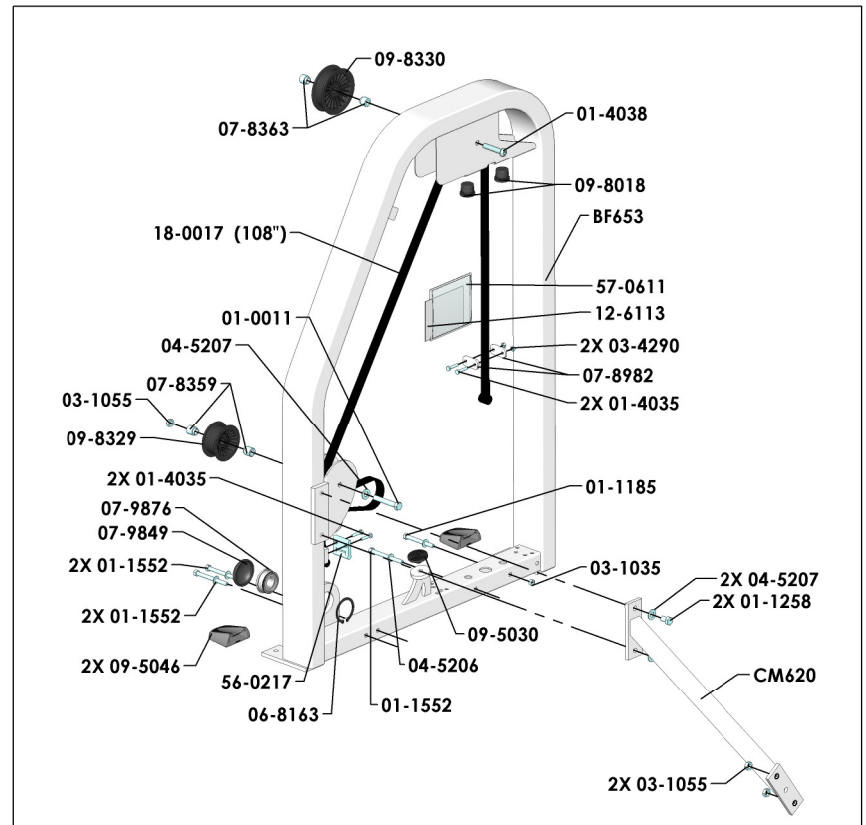 09-8330
07-8363
01-4038
09-8018
BF653
18-0017 (108")
57-0611
12-6113
01-0011
04-5207
2X 03-4290
07-8982
2X 01-4035
07-8359
03-1055
09-8329
2X 01-4035
01-1185
07-9876
07-9849
2X 01-1552
03-1035
2X 04-5207
2X 01-1258
2X 01-1552
09-5030
2X 09-5046
04-5206
56-0217
CM620
01-1552
06-8163
2X 03-1055